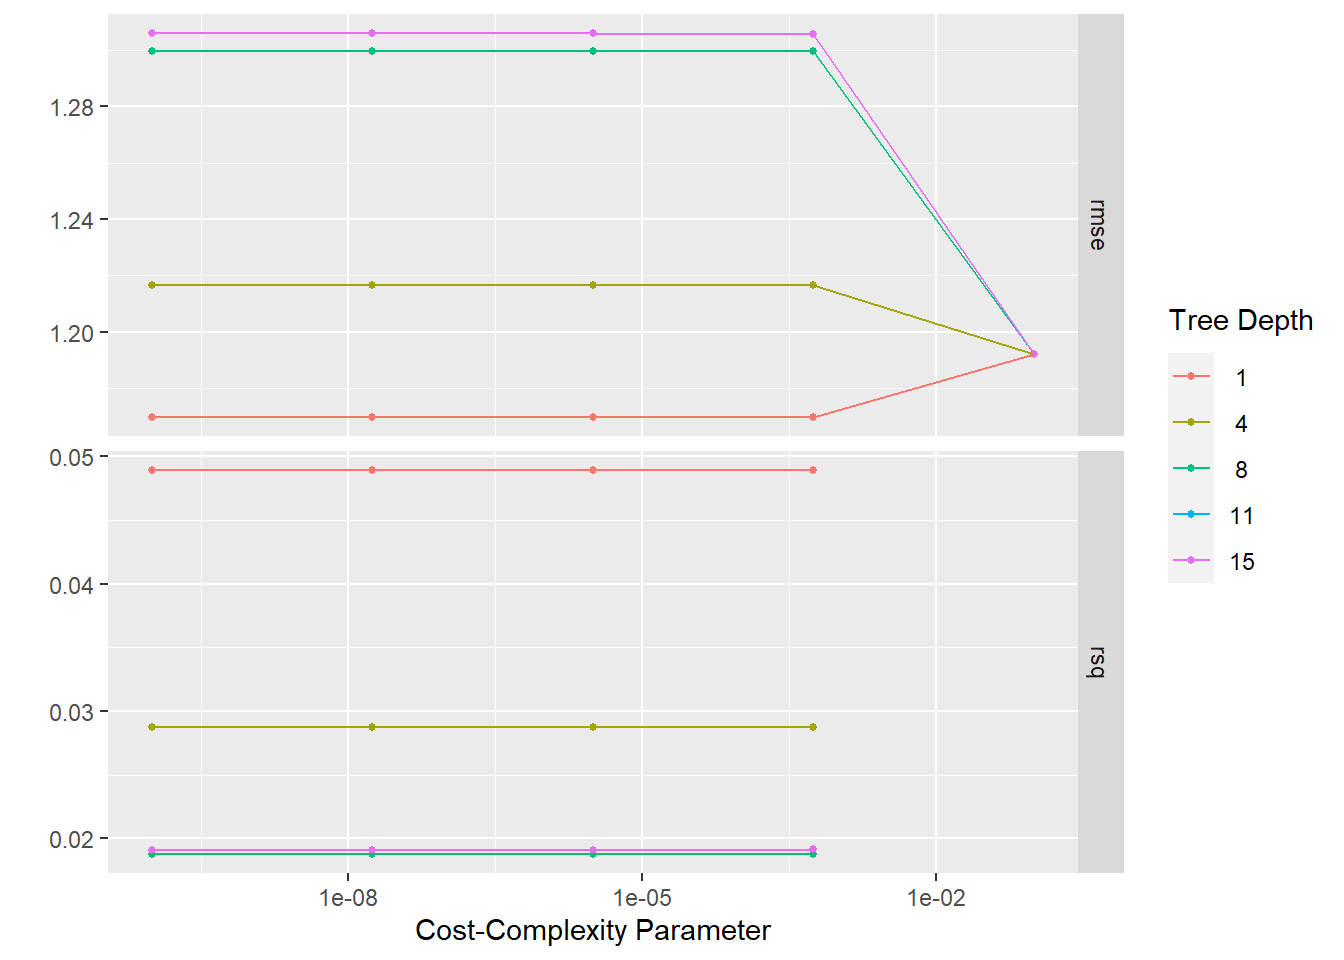 1.28
1.24
1.20
rmse
0.05
0.04
0.03
0.02
rsq
1e-08
1e-05
1e-02
Cost-Complexity Parameter
Tree Depth
1
4
8
11
15